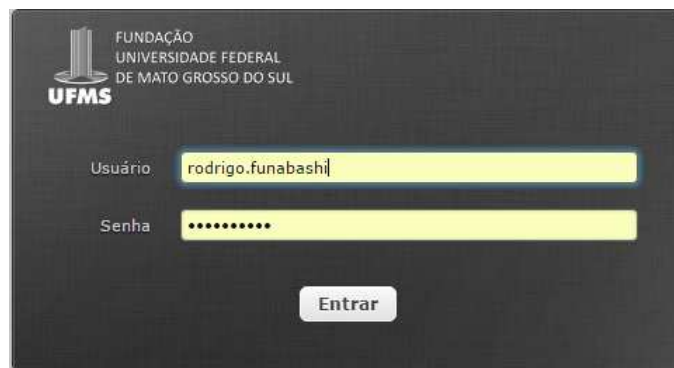 FUNDAÇÃO
UNIVERSIDADE FEDERAL
DE MATO GROSSO DO SUL
UFMS
Usuário rodrigo.funabashi
Senha ••••••••••
Entrar